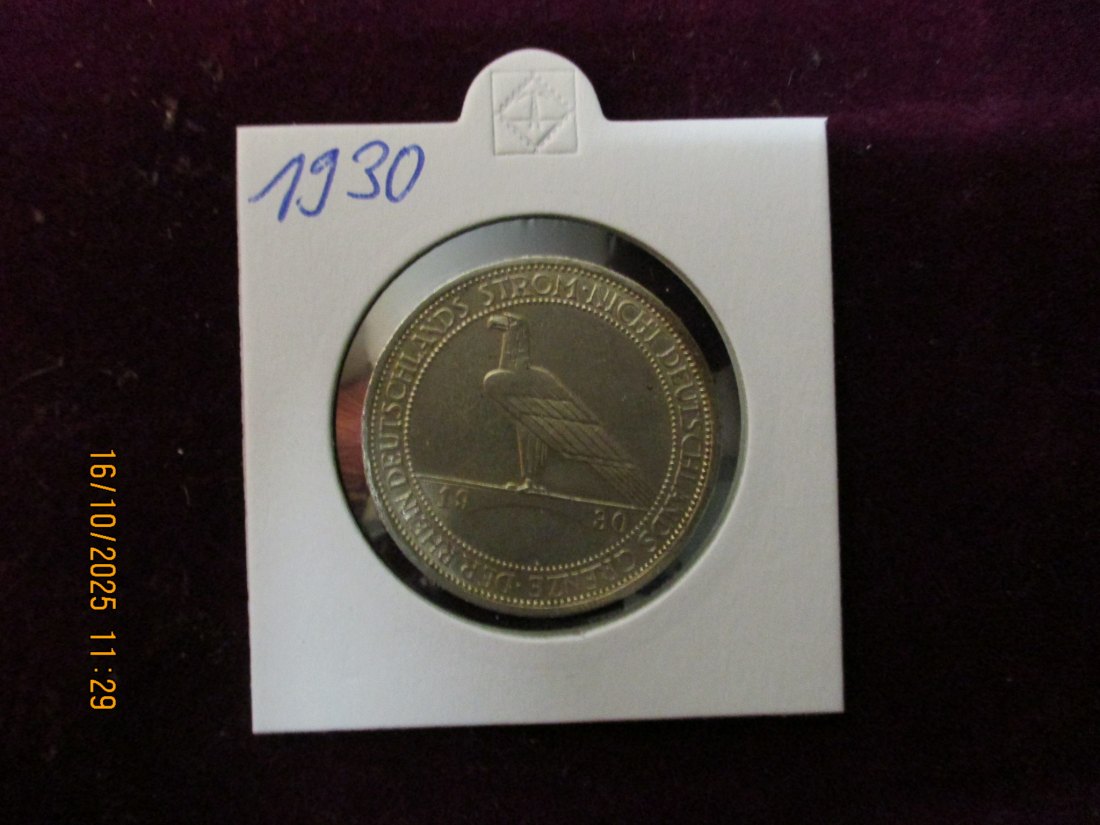 1930
DER RHEIN DEUTSCHLANDS STROM · NICHT DEUTSCHLANDS GRENZE ·
19 30
A
16/10/2025 11:29